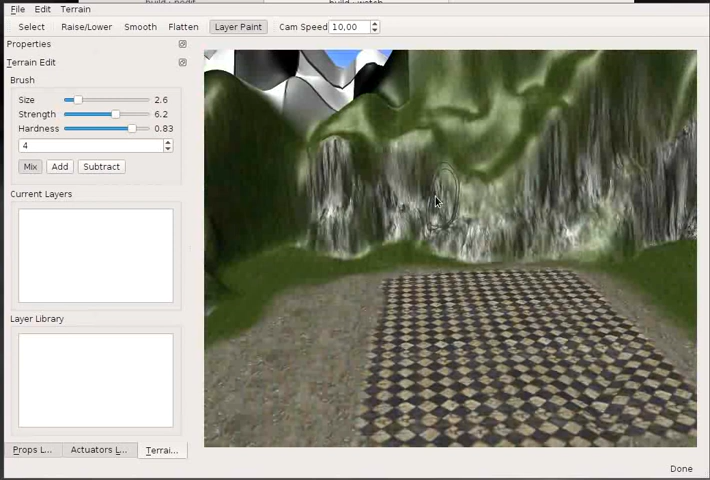 File Edit Terrain
Select Raise/Lower Smooth Flatten Layer Paint Cam Speed 10,00
Properties
Terrain Edit
Brush
Size 2.6
Strength 6.2
Hardness 0.83
4
Mix Add Subtract
Current Layers
Layer Library
Props L... Actuators L... Terrai...
Done